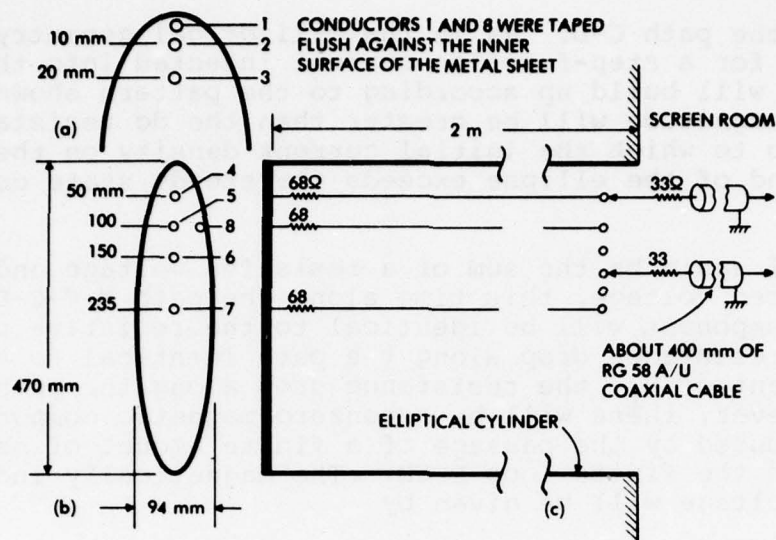 1 CONDUCTORS 1 AND 8 WERE TAPED
10 mm 2 FLUSH AGAINST THE INNER
20 mm 3 SURFACE OF THE METAL SHEET
(a)
2 m
SCREEN ROOM
4
50 mm 5 68Ω 33Ω
100 8 68
150 6
33
235 7 68
470 mm
ABOUT 400 mm OF
RG 58 A/U
COAXIAL CABLE
ELLIPTICAL CYLINDER
(b) 94 mm (c)